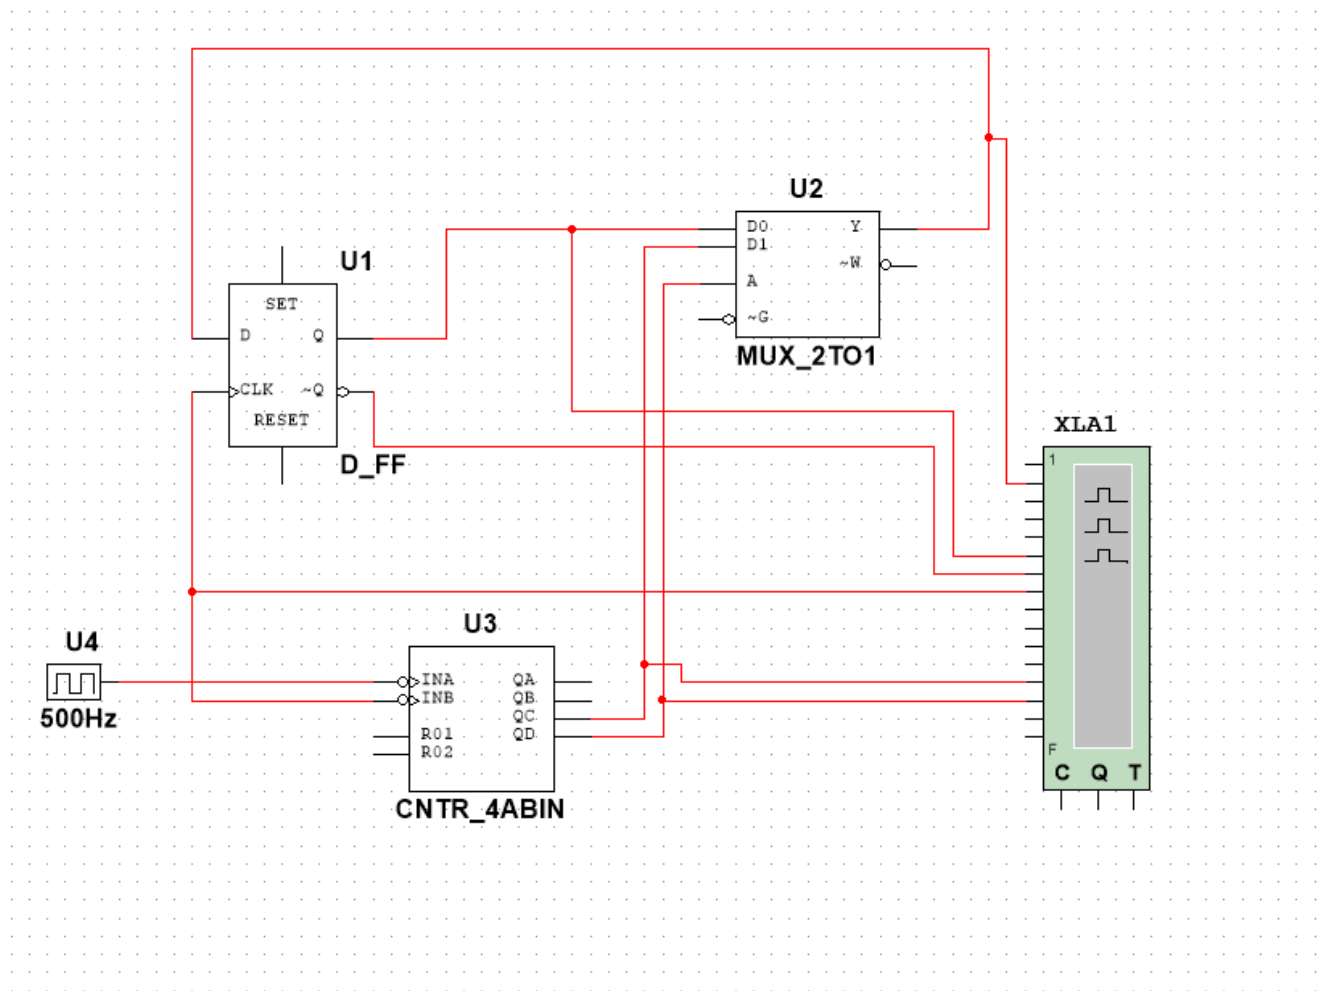 U2
D0 Y
D1
~W
A
~G
MUX_2TO1
U1
SET
D Q
CLK ~Q
RESET
D_FF
XLA1
1
F
C Q T
U4
500Hz
U3
INA QA
INB QB
QC
R01 QD
R02
CNTR_4ABIN